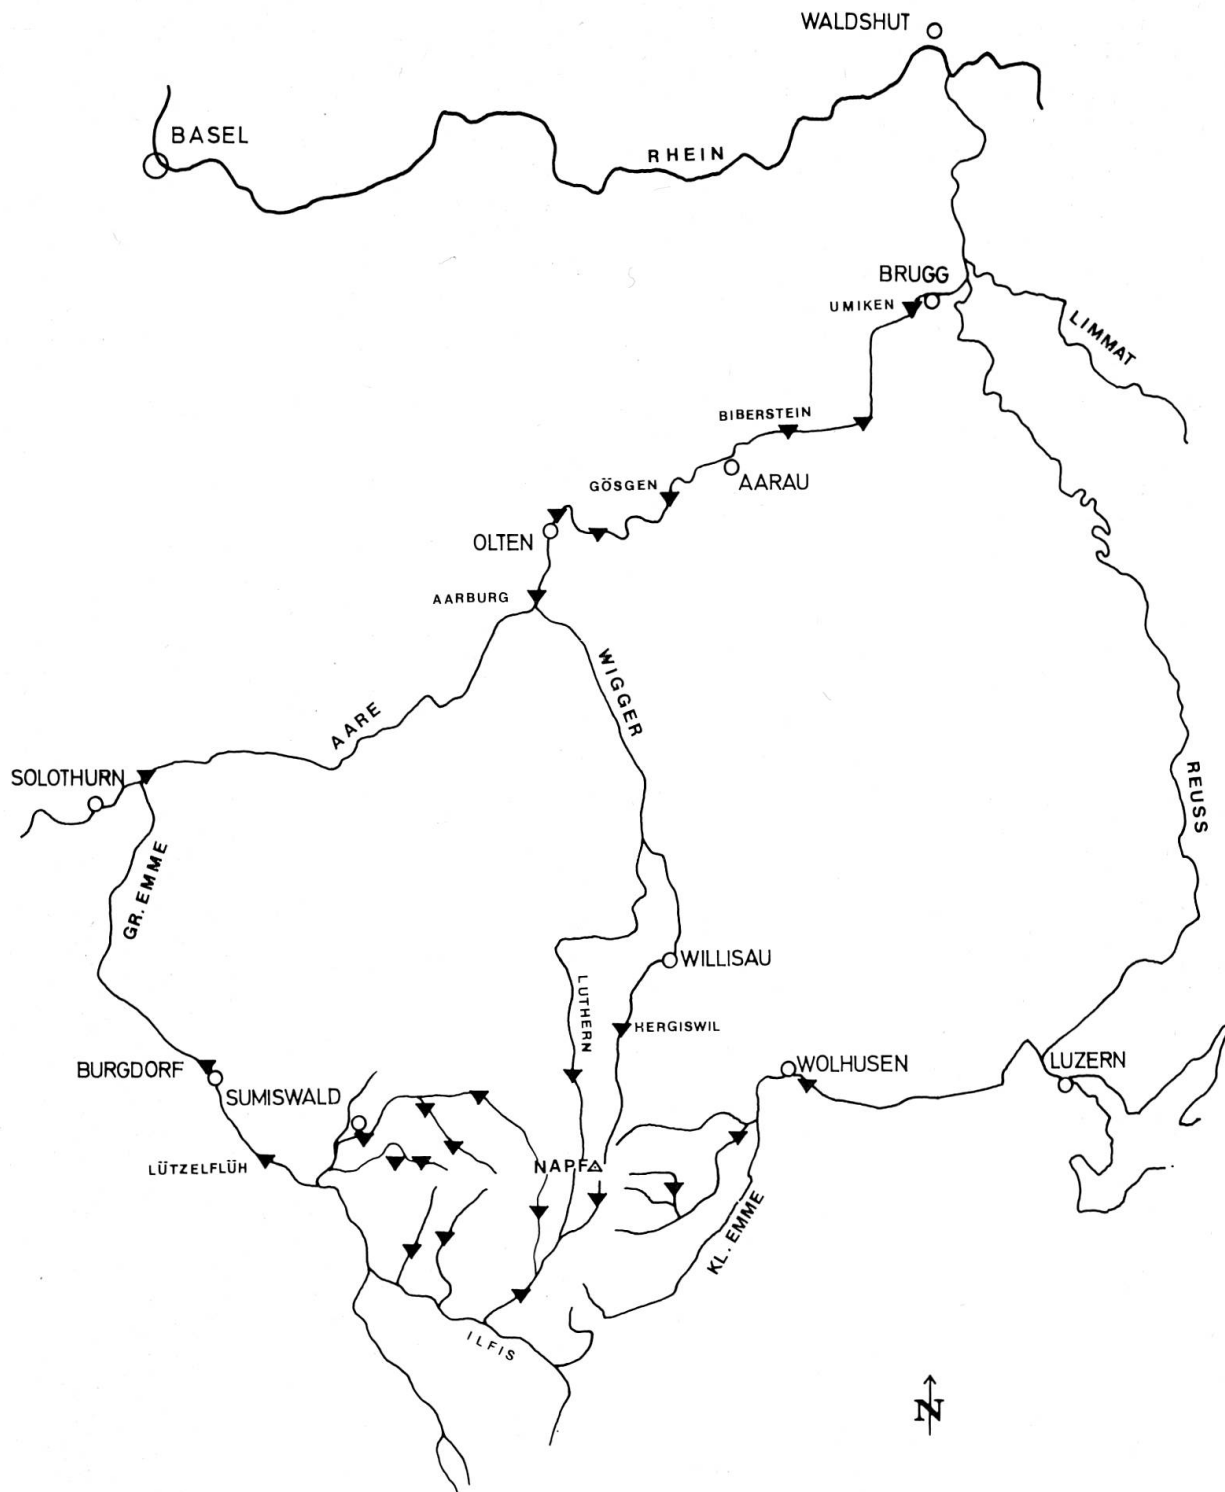 WALDSHUT
BASEL
RHEIN
BRUGG
UMIKEN
LIMMAT
BIBERSTEIN
GÖSGEN
AARAU
OLTEN
AARBURG
WIGGER
AARE
SOLOTHURN
REUSS
GR. EMME
WILLISAU
LUTHERN
HERGISWIL
BURGDORF
WOLHUSEN
LUZERN
SUMISWALD
LÜTZELFLÜH
NAPF
KL. EMME
ILFIS
N